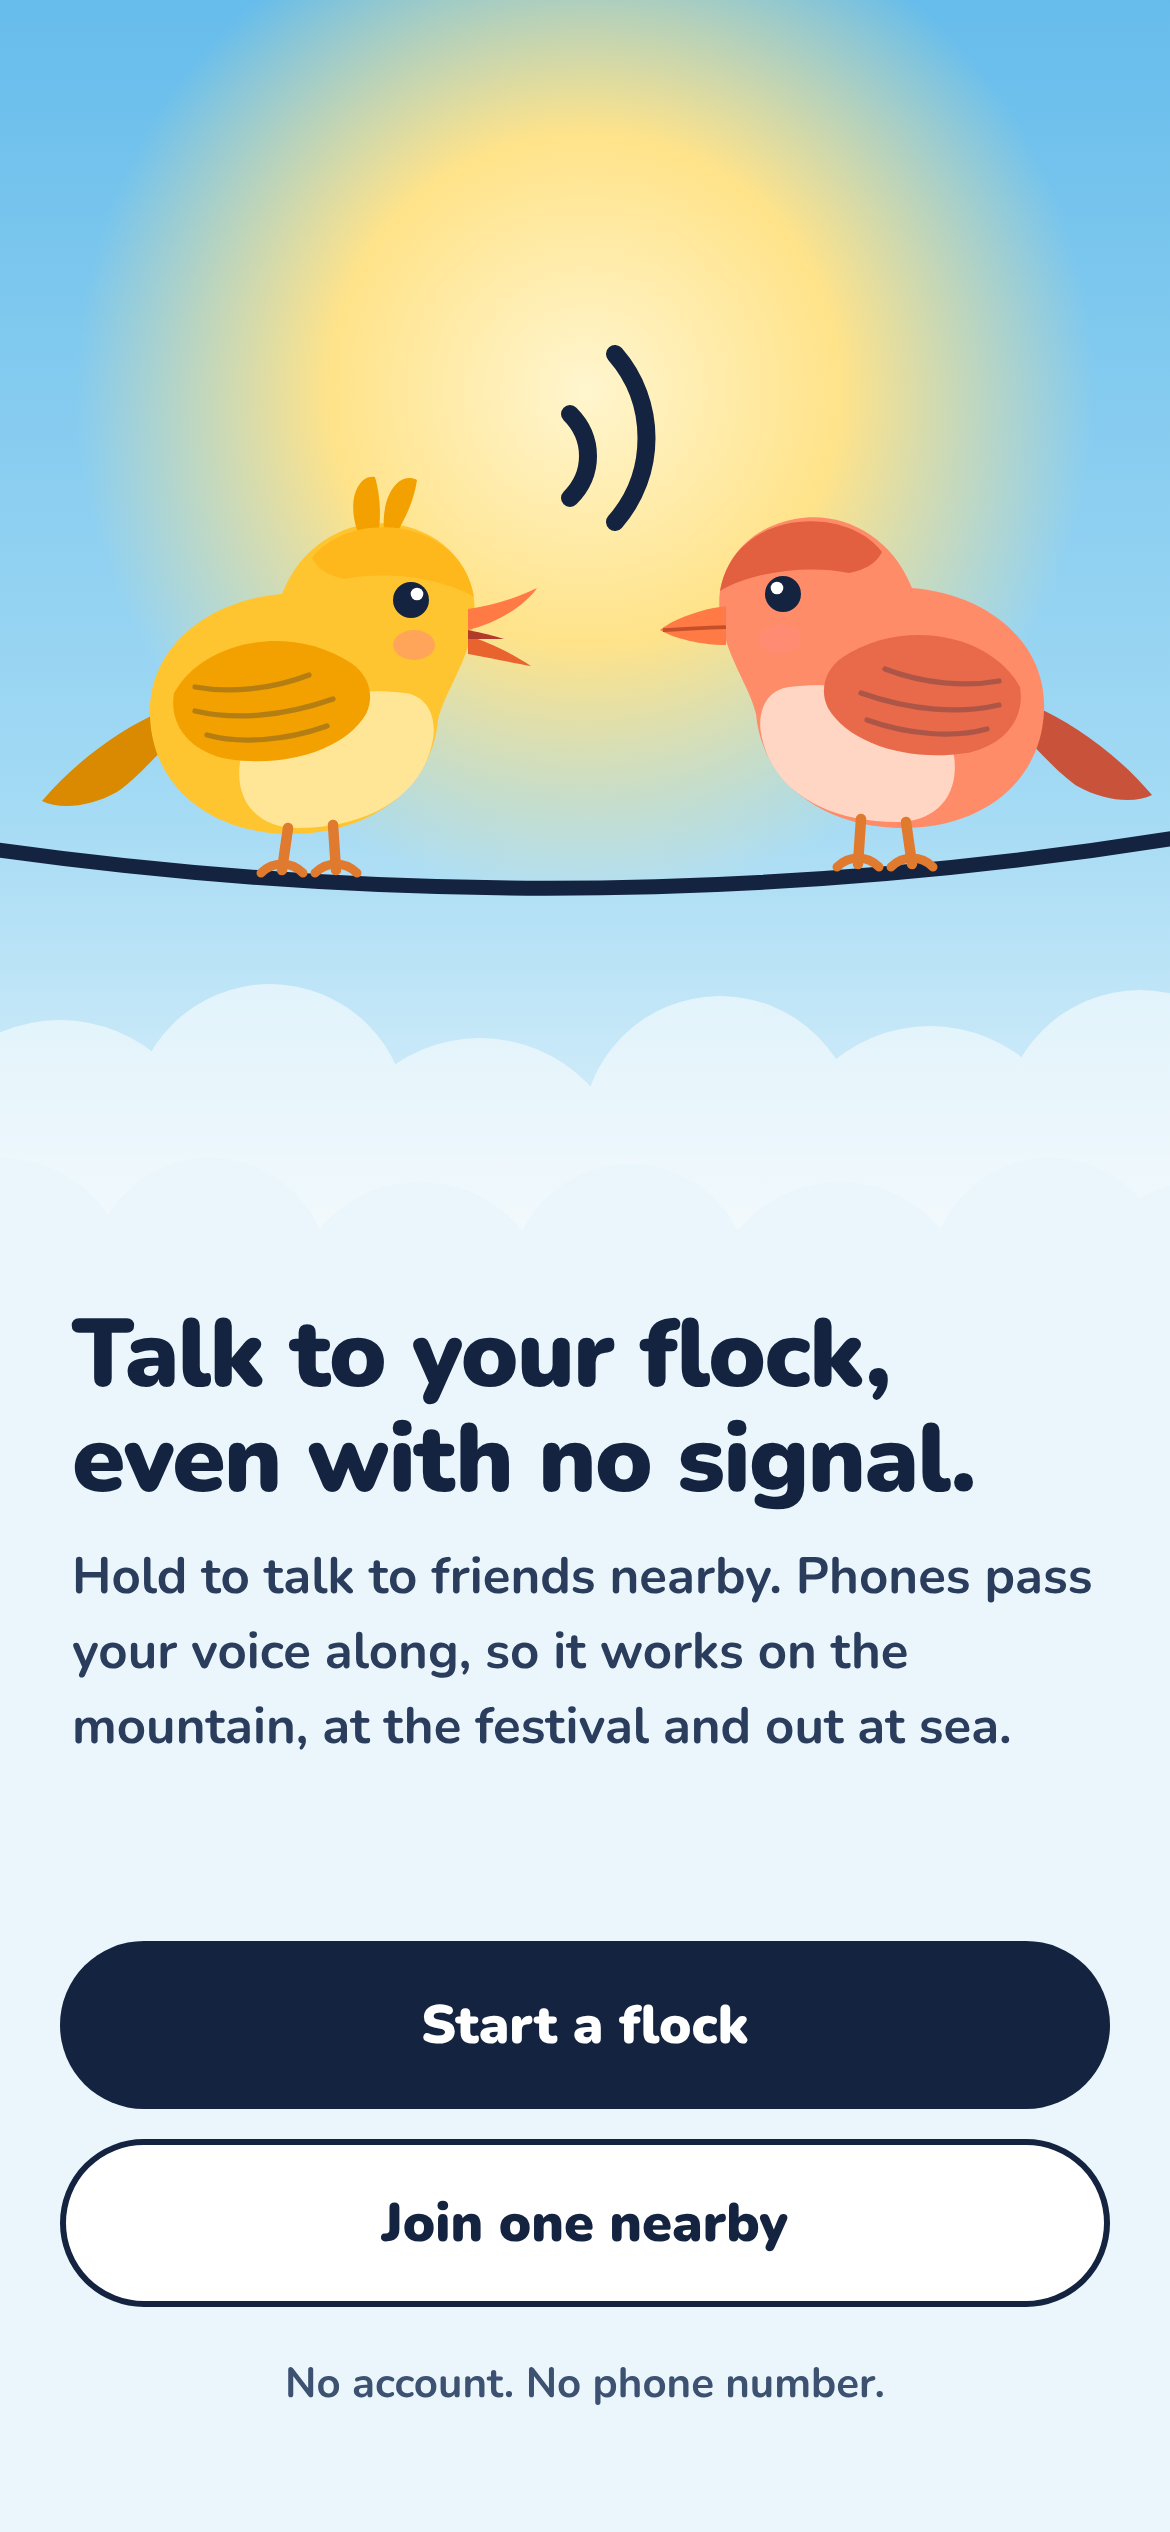 Talk to your flock,
even with no signal.
Hold to talk to friends nearby. Phones pass
your voice along, so it works on the
mountain, at the festival and out at sea.
Start a flock
Join one nearby
No account. No phone number.